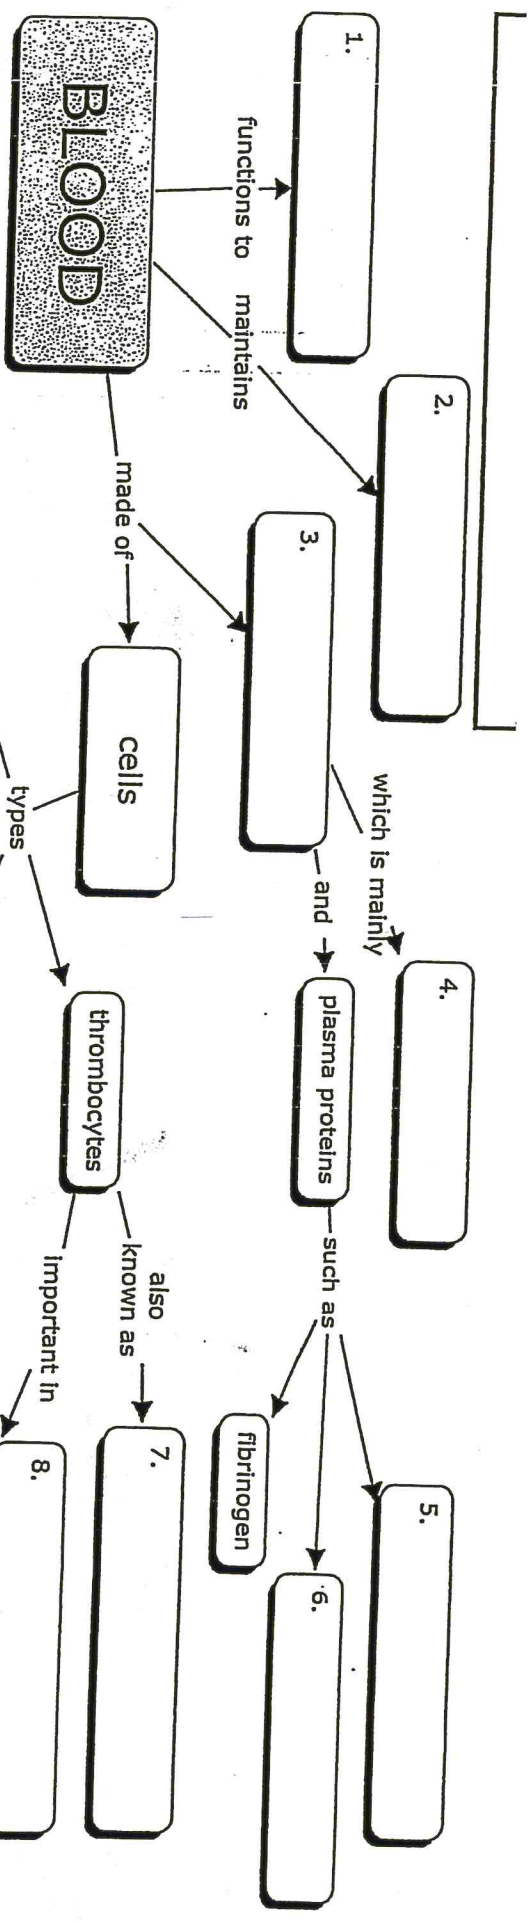 1.
BLOOD
functions to
maintains
2.
made of
3.
cells
which is mainly
and
4.
plasma proteins
such as
5.
6.
fibrinogen
types
thrombocytes
also
known as
7.
important in
8.